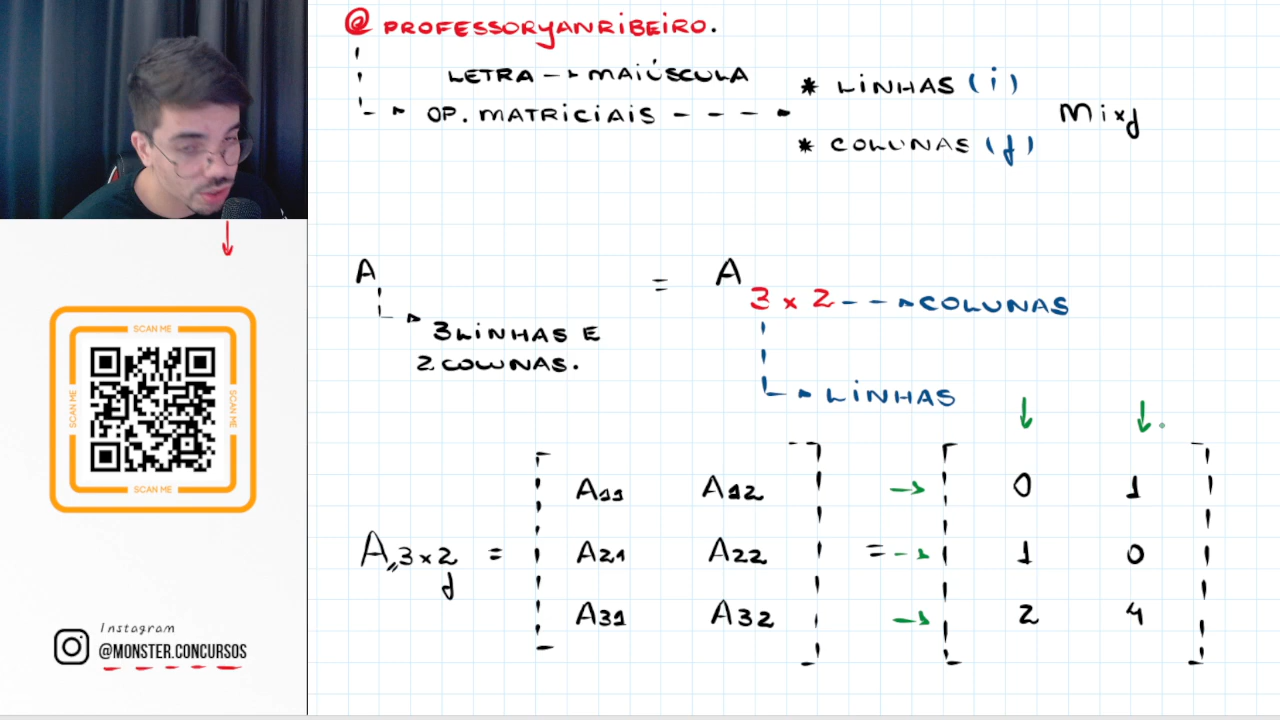 @ PROFESSORYANRIBEIRO.
LETRA → MAIÚSCULA
OP. MATRICIAIS
* LINHAS (i)
* COLUNAS (j)
Mixj
A = A 3 x 2 → COLUNAS
3 LINHAS E
2 COLUNAS.
LINHAS
A 3x2 =
j
A11 A12
A21 A22
A31 A32
=
0 1
1 0
2 4
SCAN ME
SCAN ME
SCAN ME
SCAN ME
Instagram
@MONSTER.CONCURSOS